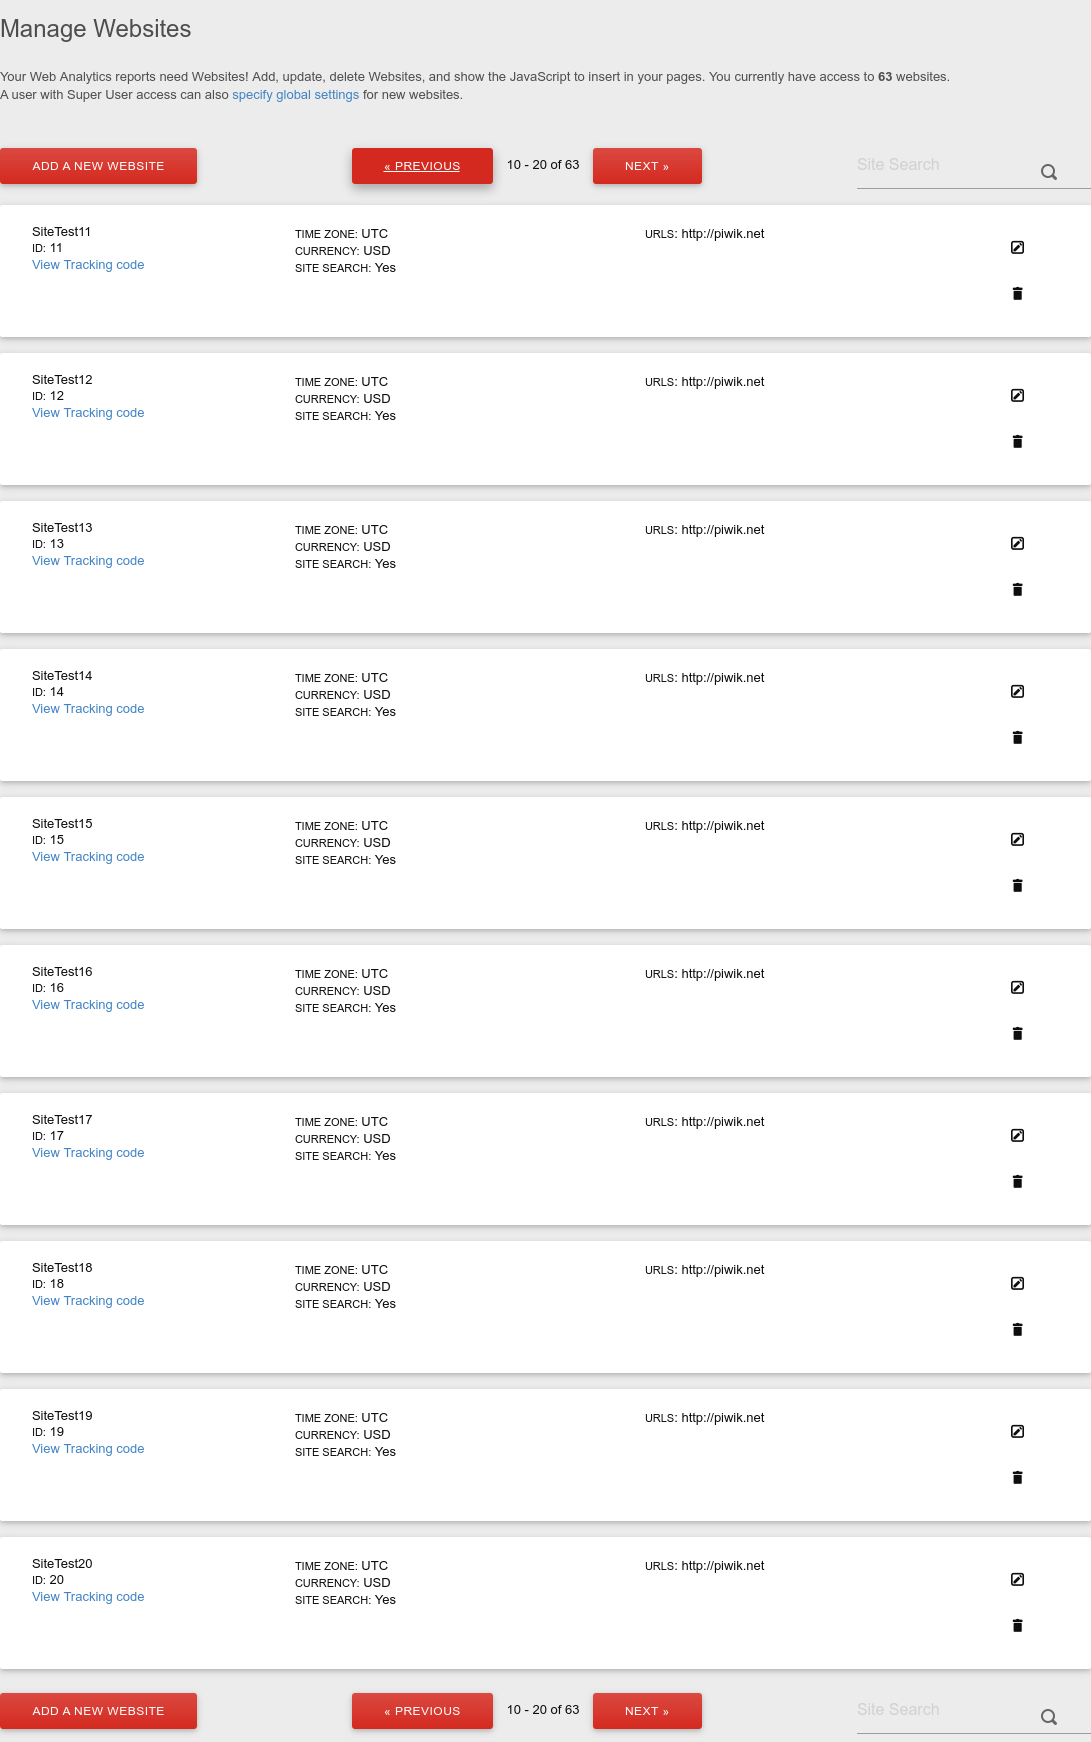 Manage Websites
Your Web Analytics reports need Websites! Add, update, delete Websites, and show the JavaScript to insert in your pages. You currently have access to 63 websites.
A user with Super User access can also specify global settings for new websites.
ADD A NEW WEBSITE
« PREVIOUS
10 - 20 of 63
NEXT »
Site Search
SiteTest11
ID: 11
View Tracking code
TIME ZONE: UTC
CURRENCY: USD
SITE SEARCH: Yes
URLS: http://piwik.net
SiteTest12
ID: 12
View Tracking code
TIME ZONE: UTC
CURRENCY: USD
SITE SEARCH: Yes
URLS: http://piwik.net
SiteTest13
ID: 13
View Tracking code
TIME ZONE: UTC
CURRENCY: USD
SITE SEARCH: Yes
URLS: http://piwik.net
SiteTest14
ID: 14
View Tracking code
TIME ZONE: UTC
CURRENCY: USD
SITE SEARCH: Yes
URLS: http://piwik.net
SiteTest15
ID: 15
View Tracking code
TIME ZONE: UTC
CURRENCY: USD
SITE SEARCH: Yes
URLS: http://piwik.net
SiteTest16
ID: 16
View Tracking code
TIME ZONE: UTC
CURRENCY: USD
SITE SEARCH: Yes
URLS: http://piwik.net
SiteTest17
ID: 17
View Tracking code
TIME ZONE: UTC
CURRENCY: USD
SITE SEARCH: Yes
URLS: http://piwik.net
SiteTest18
ID: 18
View Tracking code
TIME ZONE: UTC
CURRENCY: USD
SITE SEARCH: Yes
URLS: http://piwik.net
SiteTest19
ID: 19
View Tracking code
TIME ZONE: UTC
CURRENCY: USD
SITE SEARCH: Yes
URLS: http://piwik.net
SiteTest20
ID: 20
View Tracking code
TIME ZONE: UTC
CURRENCY: USD
SITE SEARCH: Yes
URLS: http://piwik.net
ADD A NEW WEBSITE
« PREVIOUS
10 - 20 of 63
NEXT »
Site Search